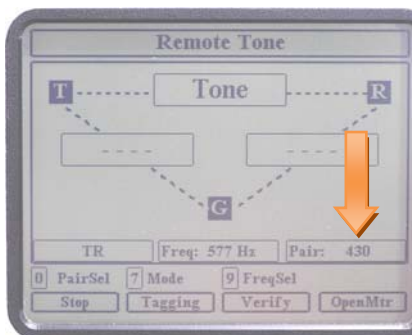 Remote Tone
T Tone R
- - - - - - - -
G
TR Freq: 577 Hz Pair: 430
0 PairSel 7 Mode 9 FreqSel
Stop Tagging Verify OpenMtr